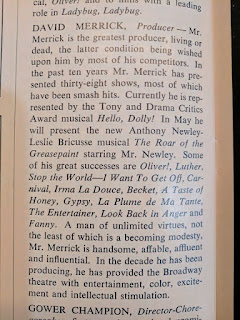 cal, Oliver! and to films with a leading
role in Ladybug, Ladybug.
DAVID MERRICK, Producer — Mr.
Merrick is the greatest producer, living or
dead, the latter condition being wished
upon him by most of his competitors. In
the past ten years Mr. Merrick has pre-
sented thirty-eight shows, most of which
have been smash hits. Currently he is rep-
resented by the Tony and Drama Critics
Award musical Hello, Dolly! In May he
will present the new Anthony Newley-
Leslie Bricusse musical The Roar of the
Greasepaint starring Mr. Newley. Some
of his great successes are Oliver!, Luther,
Stop the World—I Want To Get Off, Car-
nival, Irma La Douce, Becket, A Taste of
Honey, Gypsy, La Plume de Ma Tante,
The Entertainer, Look Back in Anger and
Fanny. A man of unlimited virtues, not
the least of which is a becoming modesty,
Mr. Merrick is handsome, affable, affluent
and influential. In the decade he has been
producing, he has provided the Broadway
theatre with entertainment, color, excite-
ment and intellectual stimulation.
GOWER CHAMPION, Director-Chore-